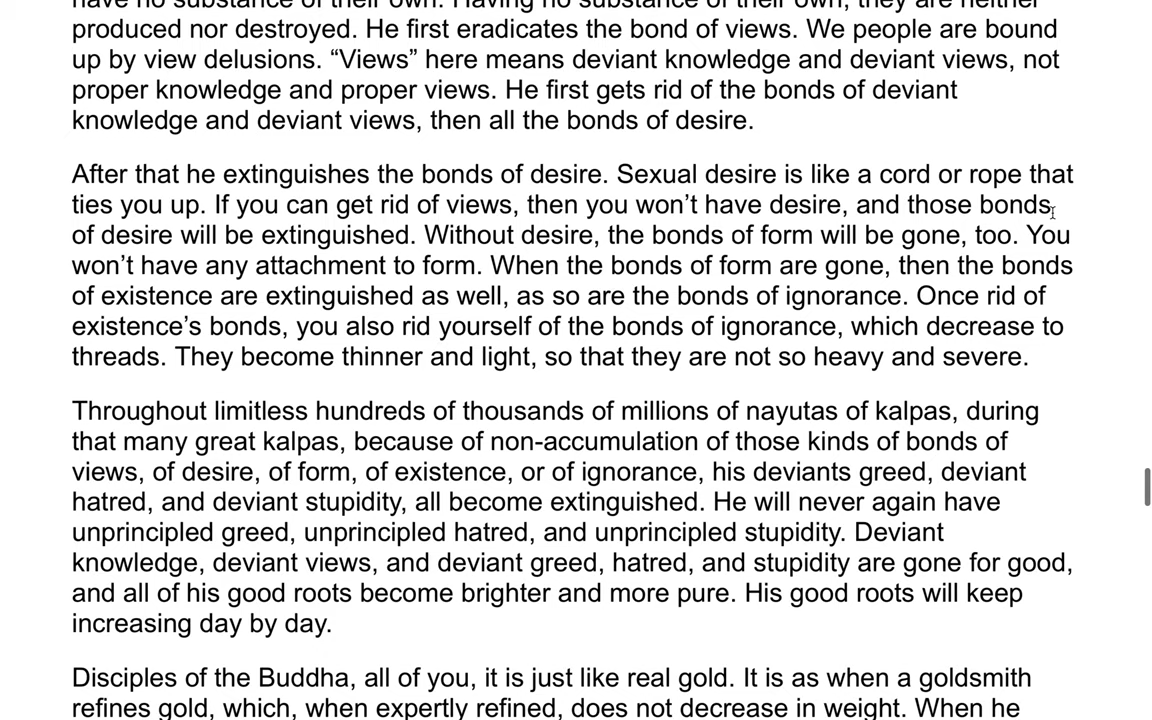 have no substance of their own. Having no substance of their own, they are neither
produced nor destroyed. He first eradicates the bond of views. We people are bound
up by view delusions. “Views” here means deviant knowledge and deviant views, not
proper knowledge and proper views. He first gets rid of the bonds of deviant
knowledge and deviant views, then all the bonds of desire.
After that he extinguishes the bonds of desire. Sexual desire is like a cord or rope that
ties you up. If you can get rid of views, then you won’t have desire, and those bonds
of desire will be extinguished. Without desire, the bonds of form will be gone, too. You
won’t have any attachment to form. When the bonds of form are gone, then the bonds
of existence are extinguished as well, as so are the bonds of ignorance. Once rid of
existence’s bonds, you also rid yourself of the bonds of ignorance, which decrease to
threads. They become thinner and light, so that they are not so heavy and severe.
Throughout limitless hundreds of thousands of millions of nayutas of kalpas, during
that many great kalpas, because of non-accumulation of those kinds of bonds of
views, of desire, of form, of existence, or of ignorance, his deviants greed, deviant
hatred, and deviant stupidity, all become extinguished. He will never again have
unprincipled greed, unprincipled hatred, and unprincipled stupidity. Deviant
knowledge, deviant views, and deviant greed, hatred, and stupidity are gone for good,
and all of his good roots become brighter and more pure. His good roots will keep
increasing day by day.
Disciples of the Buddha, all of you, it is just like real gold. It is as when a goldsmith
refines gold, which, when expertly refined, does not decrease in weight. When he